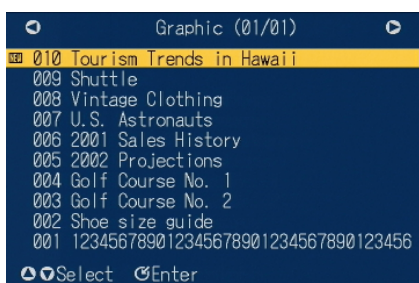 Graphic (01/01)
NEW 010 Tourism Trends in Hawaii
009 Shuttle
008 Vintage Clothing
007 U.S. Astronauts
006 2001 Sales History
005 2002 Projections
004 Golf Course No. 1
003 Golf Course No. 2
002 Shoe size guide
001 123456789012345678901234567890123456
Select Enter